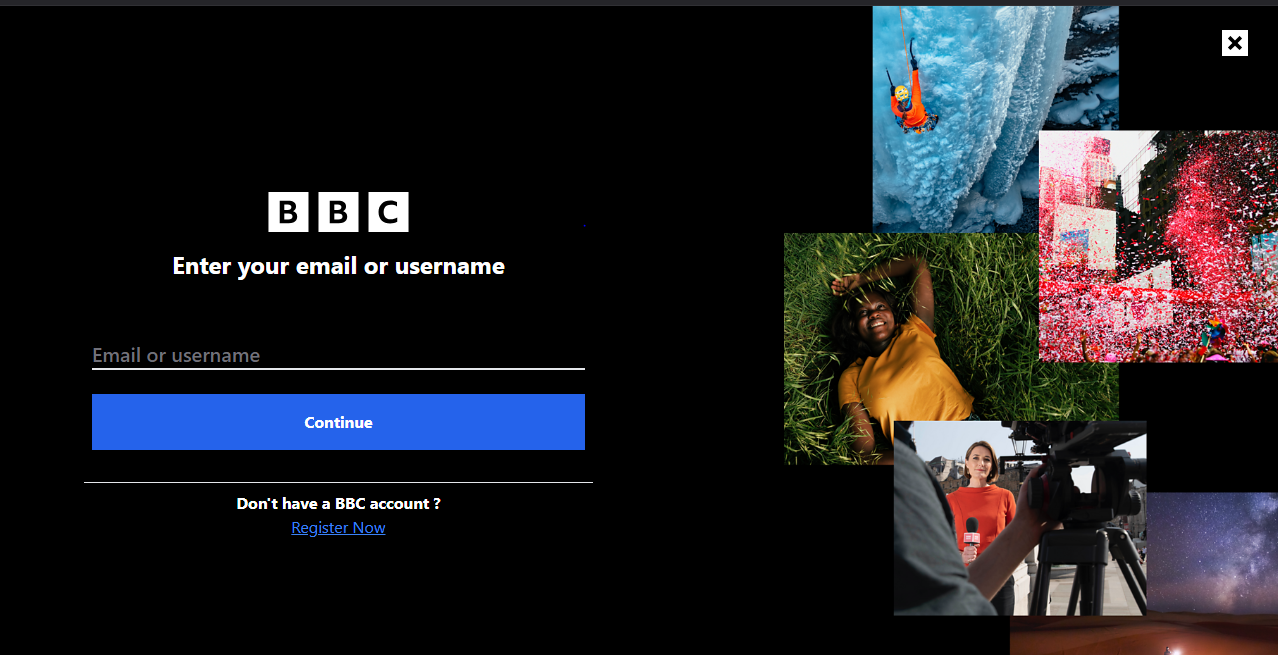 BBC
Enter your email or username
Email or username
Continue
Don't have a BBC account ?
Register Now